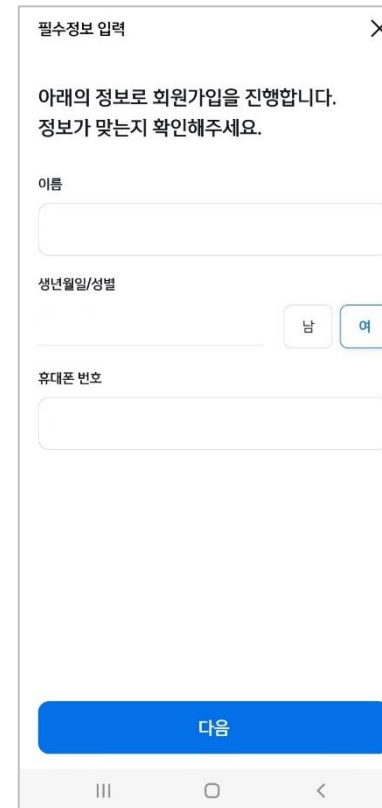 필수정보 입력
아래의 정보로 회원가입을 진행합니다.
정보가 맞는지 확인해주세요.
이름
생년월일/성별
남 여
휴대폰 번호
다음